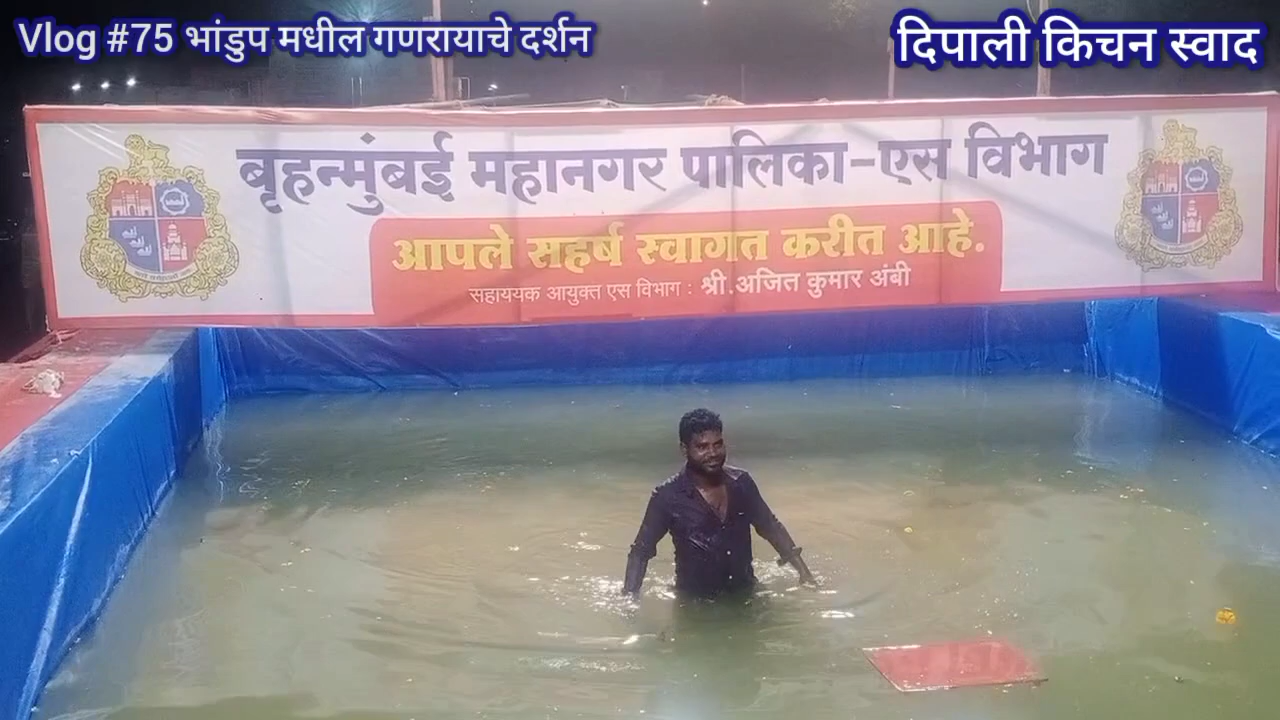 Vlog #75 भांडुप मधील गणरायाचे दर्शन
दिपाली किचन स्वाद
बृहन्मुंबई महानगर पालिका-एस विभाग
आपले सहर्ष स्वागत करीत आहे.
सहाय्यक आयुक्त एस विभाग : श्री.अजित कुमार अंबी